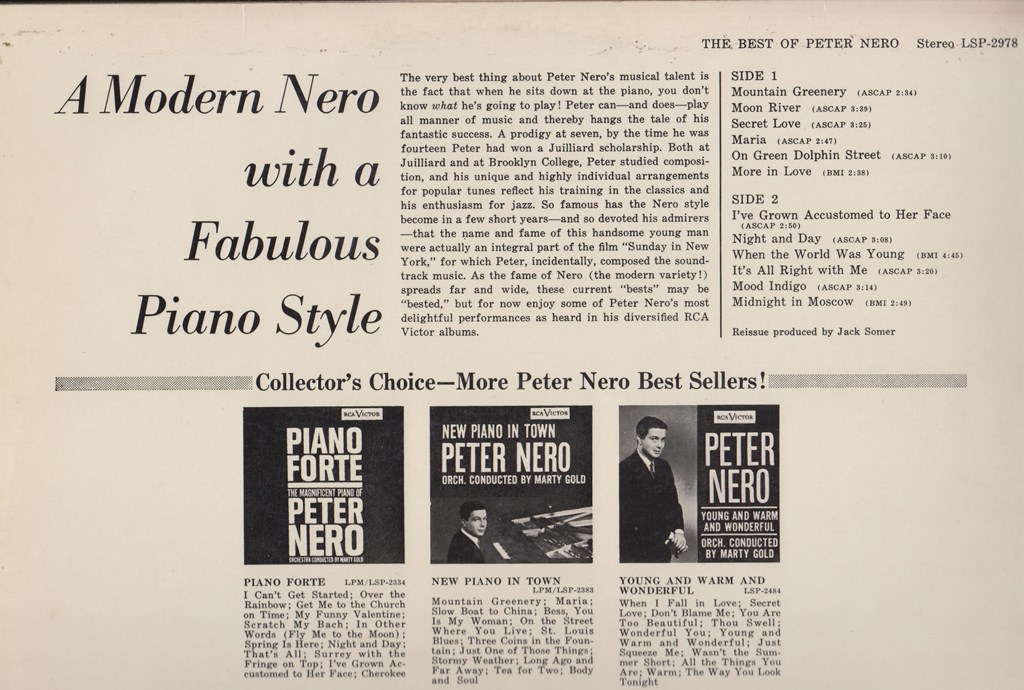 THE BEST OF PETER NERO Stereo LSP-2978
A Modern Nero
with a
Fabulous
Piano Style
The very best thing about Peter Nero's musical talent is
the fact that when he sits down at the piano, you don't
know what he's going to play! Peter can—and does—play
all manner of music and thereby hangs the tale of his
fantastic success. A prodigy at seven, by the time he was
fourteen Peter had won a Juilliard scholarship. Both at
Juilliard and at Brooklyn College, Peter studied composi-
tion, and his unique and highly individual arrangements
for popular tunes reflect his training in the classics and
his enthusiasm for jazz. So famous has the Nero style
become in a few short years—and so devoted his admirers
—that the name and fame of this handsome young man
were actually an integral part of the film "Sunday in New
York," for which Peter, incidentally, composed the sound-
track music. As the fame of Nero (the modern variety!)
spreads far and wide, these current "bests" may be
"bested," but for now enjoy some of Peter Nero's most
delightful performances as heard in his diversified RCA
Victor albums.
SIDE 1
Mountain Greenery (ASCAP 2:34)
Moon River (ASCAP 3:39)
Secret Love (ASCAP 3:25)
Maria (ASCAP 2:47)
On Green Dolphin Street (ASCAP 3:10)
More in Love (BMI 2:38)
SIDE 2
I've Grown Accustomed to Her Face
(ASCAP 2:50)
Night and Day (ASCAP 3:08)
When the World Was Young (BMI 4:45)
It's All Right with Me (ASCAP 3:20)
Mood Indigo (ASCAP 3:14)
Midnight in Moscow (BMI 2:49)
Reissue produced by Jack Somer
Collector's Choice—More Peter Nero Best Sellers!
RCA VICTOR
PIANO
FORTE
THE MAGNIFICENT PIANO OF
PETER
NERO
ORCHESTRA CONDUCTED BY MARTY GOLD
PIANO FORTE LPM/LSP-2334
I Can't Get Started; Over the
Rainbow; Get Me to the Church
on Time; My Funny Valentine;
Scratch My Bach; In Other
Words (Fly Me to the Moon);
Spring Is Here; Night and Day;
That's All; Surrey with the
Fringe on Top; I've Grown Ac-
customed to Her Face; Cherokee
RCA VICTOR
NEW PIANO IN TOWN
PETER NERO
ORCH. CONDUCTED BY MARTY GOLD
NEW PIANO IN TOWN
LPM/LSP-2383
Mountain Greenery; Maria;
Slow Boat to China; Bess, You
Is My Woman; On the Street
Where You Live; St. Louis
Blues; Three Coins in the Foun-
tain; Just One of Those Things;
Stormy Weather; Long Ago and
Far Away; Tea for Two; Body
and Soul
RCA VICTOR
PETER
NERO
YOUNG AND WARM
AND WONDERFUL
ORCH. CONDUCTED
BY MARTY GOLD
YOUNG AND WARM AND
WONDERFUL LSP-2484
When I Fall in Love; Secret
Love; Don't Blame Me; You Are
Too Beautiful; Thou Swell;
Wonderful You; Young and
Warm and Wonderful; Just
Squeeze Me; Wasn't the Sum-
mer Short; All the Things You
Are; Warm; The Way You Look
Tonight